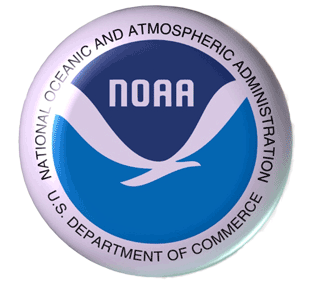 NATIONAL OCEANIC AND ATMOSPHERIC ADMINISTRATION
NOAA
U.S. DEPARTMENT OF COMMERCE